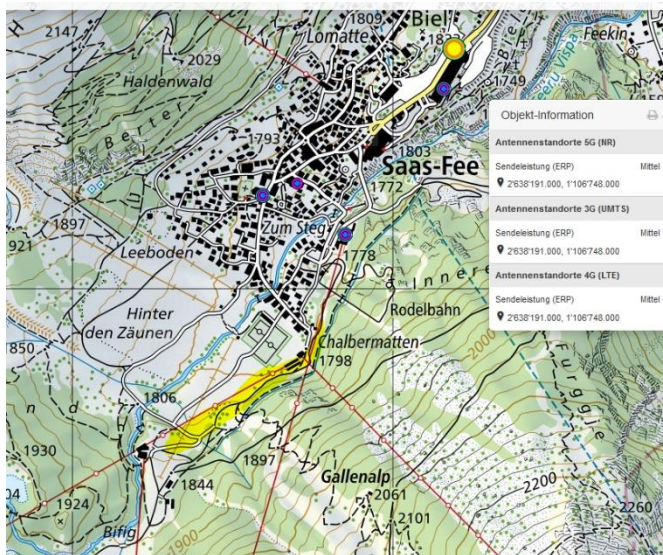 2147
1809
Biel
Lomatte
Feekin
2029
Haldenwald
1749
1793
1803
Saas-Fee
1772
1897
Zum Steg
921
Leeboden
1778
Innere
Hinter
den Zäunen
Rodelbahn
Chalbermatten
850
1798
2000
1806
Furggje
1930
1897
2200
1844
Gallenalp
2061
1924
2101
2260
Bifig
1900
Objekt-Information
Antennenstandorte 5G (NR)
Sendeleistung (ERP) Mittel
2'638'191.000, 1'106'748.000
Antennenstandorte 3G (UMTS)
Sendeleistung (ERP) Mittel
2'638'191.000, 1'106'748.000
Antennenstandorte 4G (LTE)
Sendeleistung (ERP) Mittel
2'638'191.000, 1'106'748.000